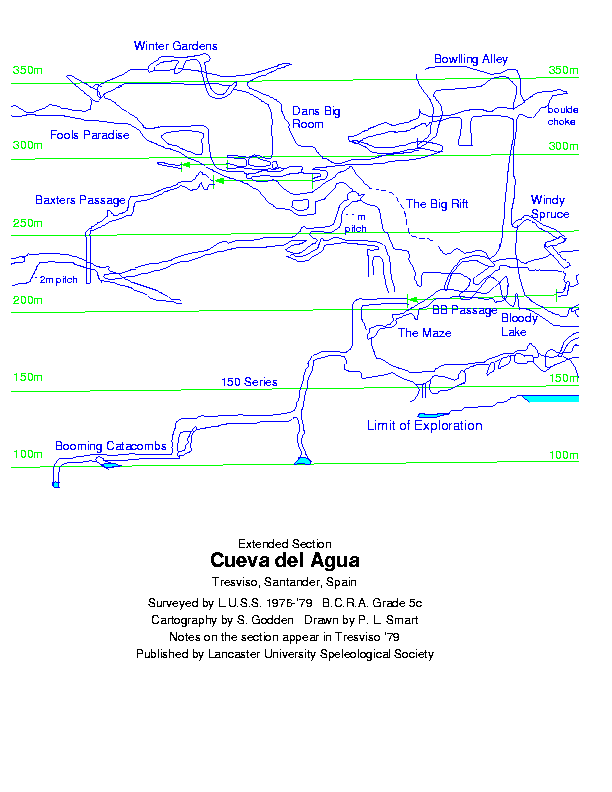 Winter Gardens
Bowlling Alley
350m
350m
Dans Big
Room
boulde
choke
Fools Paradise
300m
300m
Baxters Passage
The Big Rift
Windy
Spruce
m
pitch
250m
250m
2m pitch
200m
200m
BB Passage
Bloody
Lake
The Maze
150m
150m
150 Series
Limit of Exploration
Booming Catacombs
100m
100m
Extended Section
Cueva del Agua
Tresviso, Santander, Spain
Surveyed by L.U.S.S. 1976-'79 B.C.R.A. Grade 5c
Cartography by S. Godden Drawn by P. L. Smart
Notes on the section appear in Tresviso '79
Published by Lancaster University Speleological Society